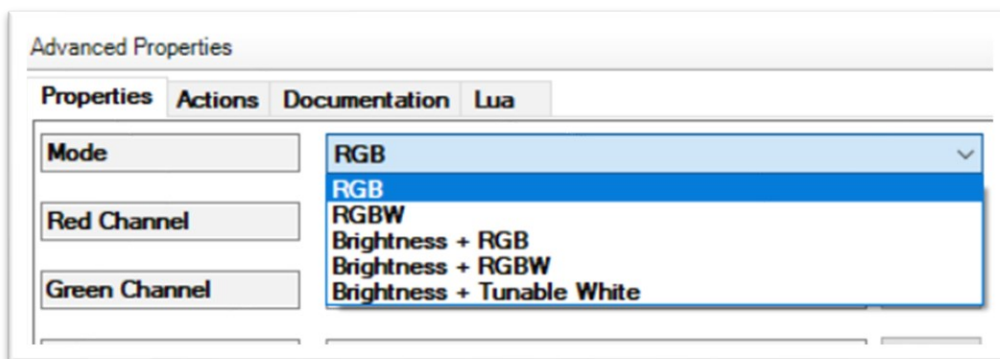 Advanced Properties
Properties Actions Documentation Lua
Mode RGB
RGB
Red Channel RGBW
Brightness + RGB
Green Channel Brightness + RGBW
Brightness + Tunable White